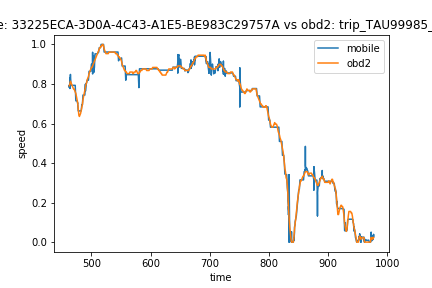 e: 33225ECA-3D0A-4C43-A1E5-BE983C29757A vs obd2: trip_TAU99985_
mobile
obd2
1.0
0.8
0.6
0.4
0.2
0.0
speed
500 600 700 800 900 1000
time